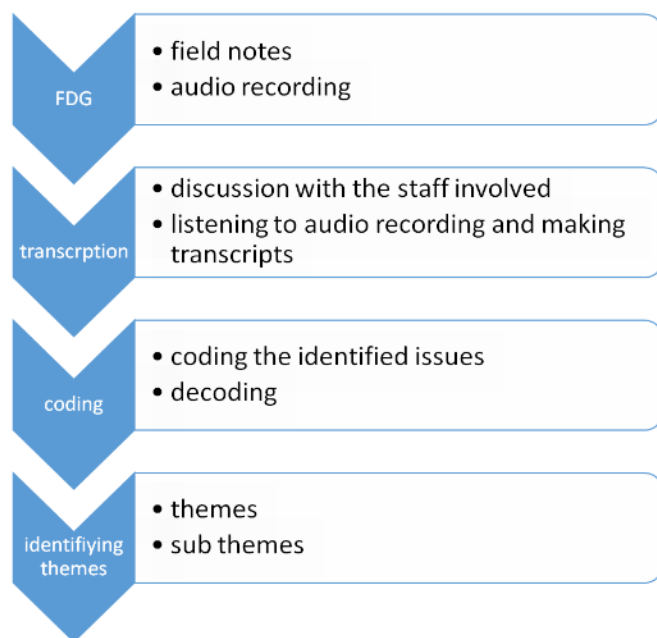 FDG
• field notes
• audio recording
transcrption
• discussion with the staff involved
• listening to audio recording and making
transcripts
coding
• coding the identified issues
• decoding
identifiying
themes
• themes
• sub themes